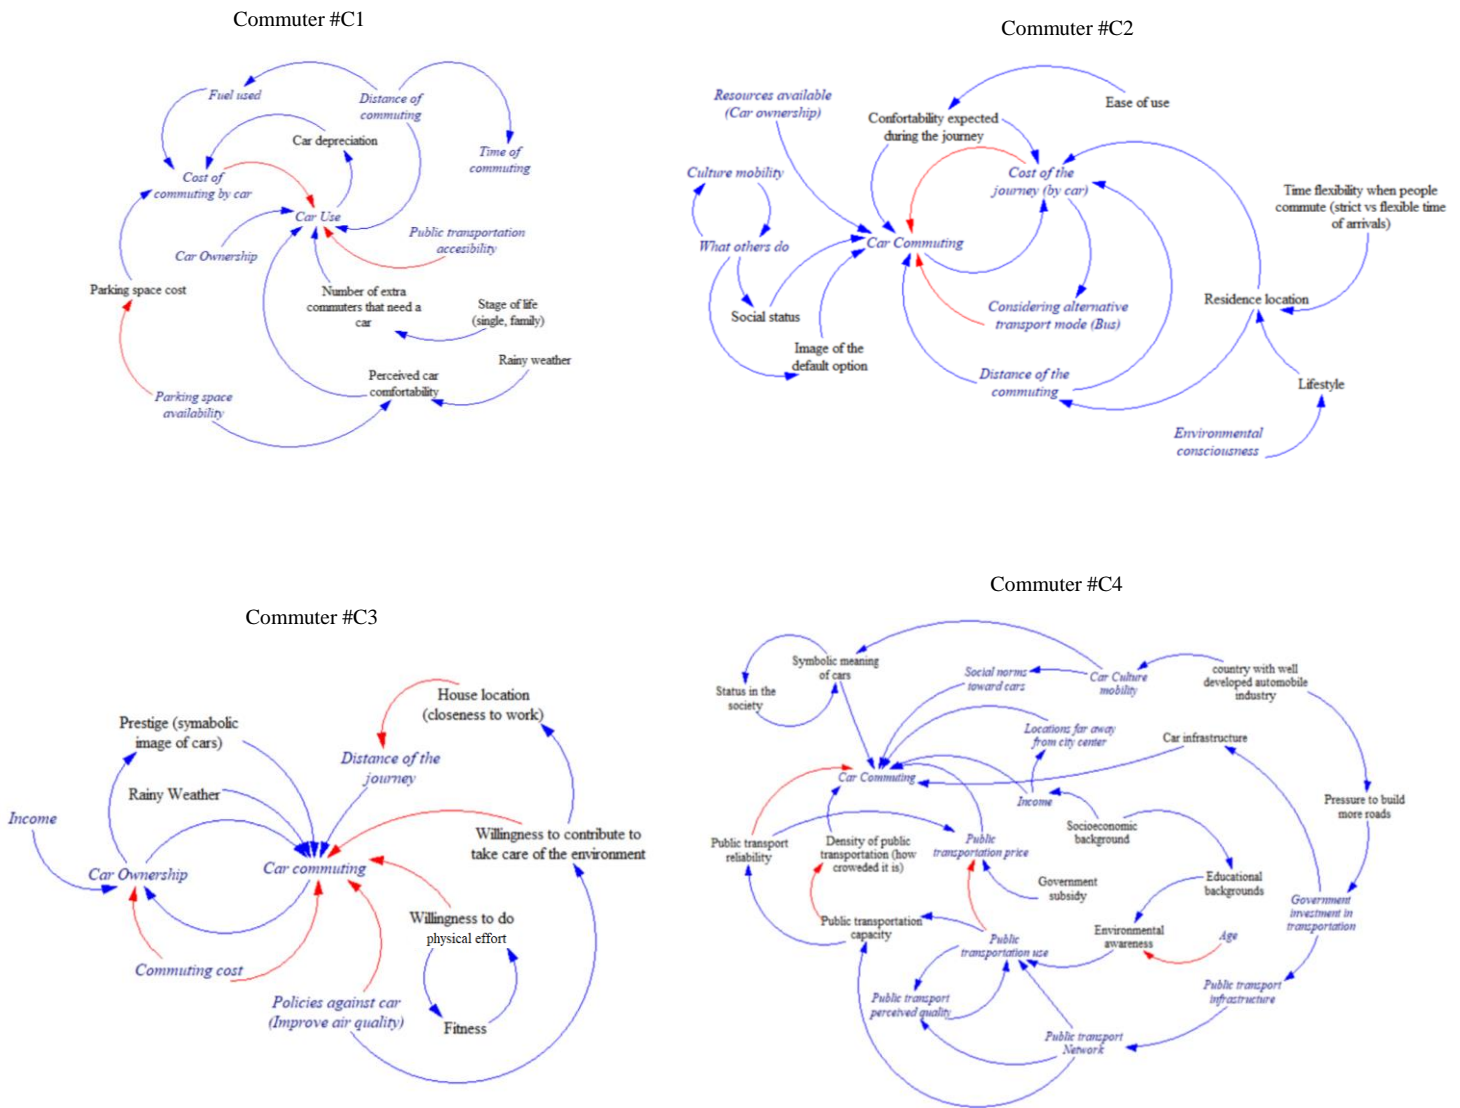 Commuter #C1
Fuel used
Distance of
commuting
Car depreciation
Time of
commuting
Cost of
commuting by car
Car Use
Public transportation
accesibility
Car Ownership
Parking space cost
Number of extra
commuters that need a
car
Stage of life
(single, family)
Rainy weather
Perceived car
comfortability
Parking space
availability
Commuter #C2
Resources available
(Car ownership)
Ease of use
Confortability expected
during the journey
Culture mobility
Cost of the
journey (by car)
Time flexibility when people
commute (strict vs flexible time
of arrivals)
What others do
Car Commuting
Social status
Considering alternative
transport mode (Bus)
Residence location
Image of the
default option
Distance of the
commuting
Lifestyle
Environmental
consciousness
Commuter #C3
House location
(closeness to work)
Prestige (symabolic
image of cars)
Distance of the
journey
Rainy Weather
Income
Willingness to contribute to
take care of the environment
Car Ownership
Car commuting
Willingness to do
physical effort
Commuting cost
Policies against car
(Improve air quality)
Fitness
Commuter #C4
Symbolic meaning
of cars
Social norms
toward cars
Car Culture
mobility
country with well
developed automobile
industry
Status in the
society
Locations far away
from city center
Car infrastructure
Car Commuting
Income
Pressure to build
more roads
Socioeconomic
background
Public transport
reliability
Density of public
transportation (how
croweded it is)
Public
transportation price
Government
subsidy
Educational
backgrounds
Government
investment in
transportation
Public transportation
capacity
Public
transportation use
Environmental
awareness
Age
Public transport
perceived quality
Public transport
infrastructure
Public transport
Network